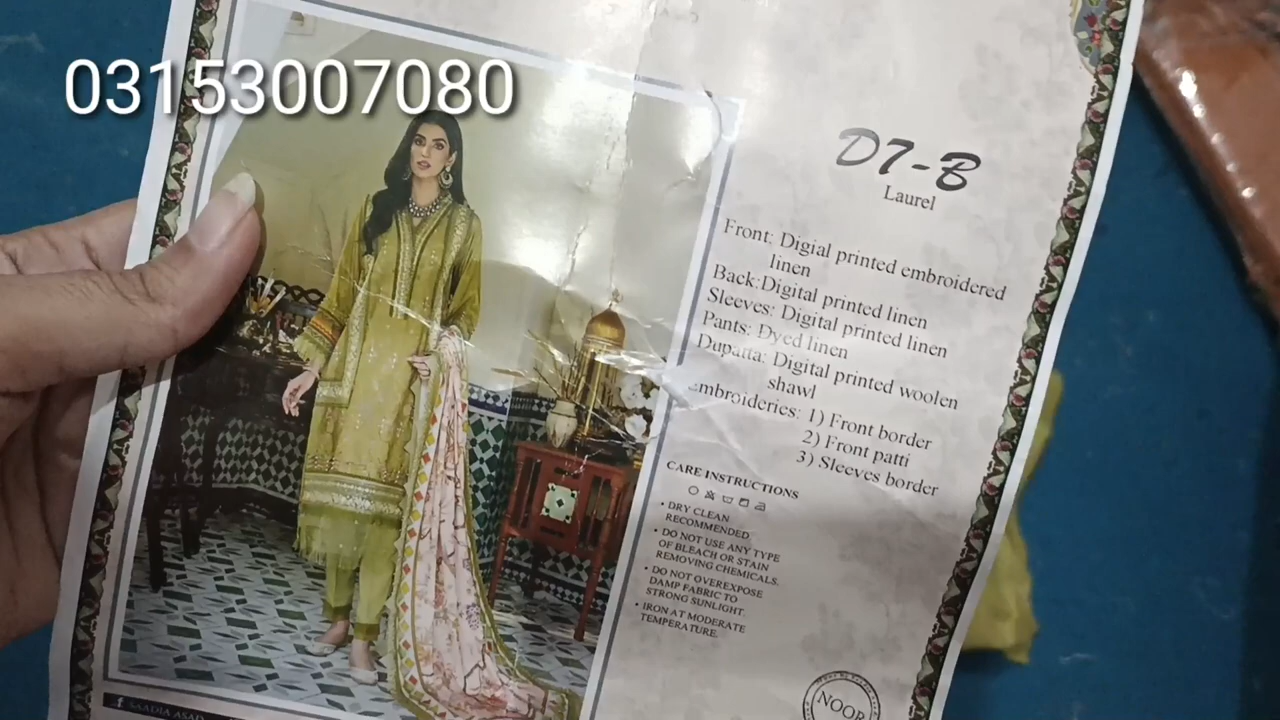 03153007080
D7-B
Laurel
Front: Digial printed embroidered
linen
Back:Digital printed linen
Sleeves: Digital printed linen
Pants: Dyed linen
Dupatta: Digital printed woolen
shawl
Embroideries: 1) Front border
2) Front patti
3) Sleeves border
CARE INSTRUCTIONS
• DRY CLEAN
RECOMMENDED
• DO NOT USE ANY TYPE
OF BLEACH OR STAIN
REMOVING CHEMICALS.
• DO NOT OVEREXPOSE
DAMP FABRIC TO
STRONG SUNLIGHT.
• IRON AT MODERATE
TEMPERATURE.
NOOR
SAADIA ASAD